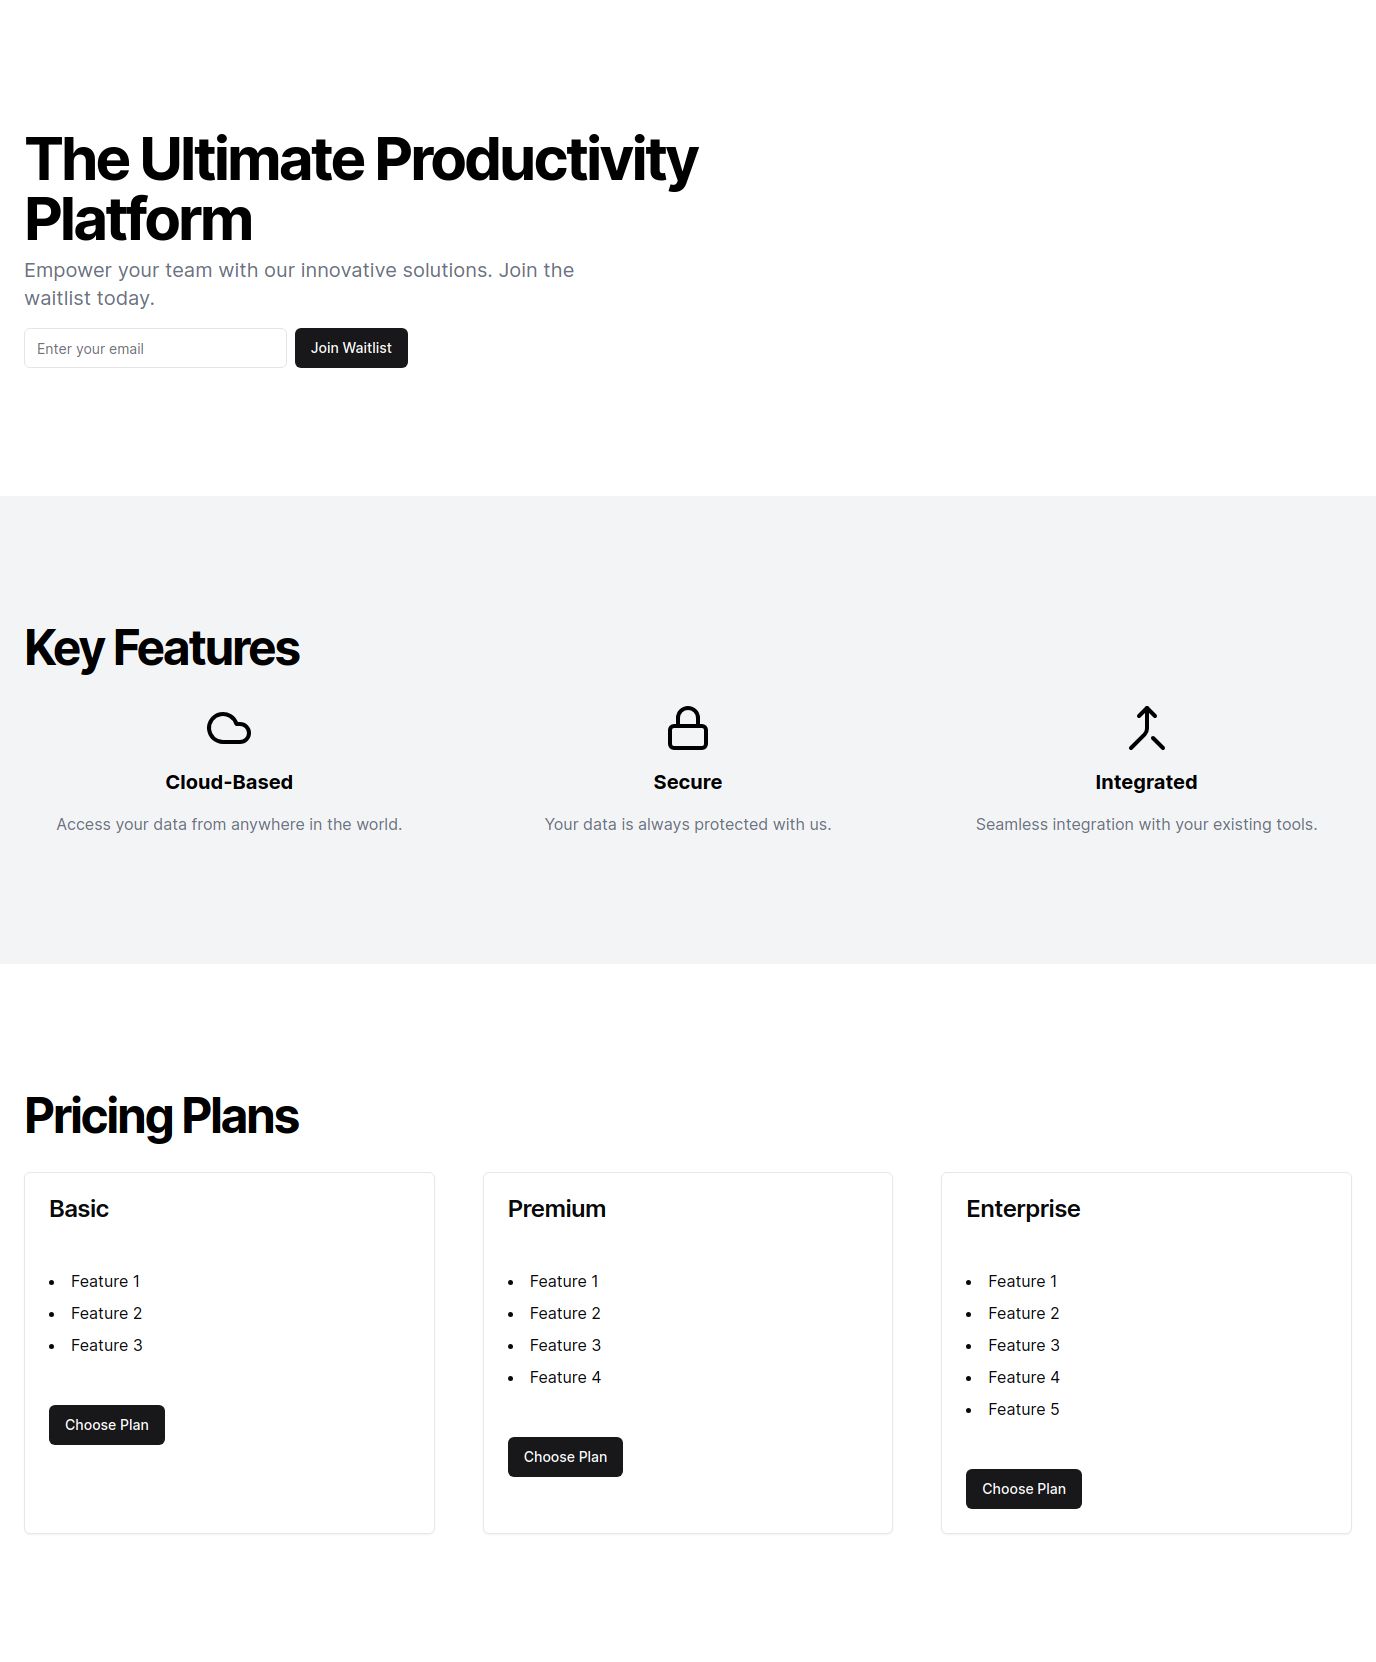 The Ultimate Productivity
Platform
Empower your team with our innovative solutions. Join the
waitlist today.
Enter your email
Join Waitlist
Key Features
Cloud-Based
Access your data from anywhere in the world.
Secure
Your data is always protected with us.
Integrated
Seamless integration with your existing tools.
Pricing Plans
Basic
• Feature 1
• Feature 2
• Feature 3
Choose Plan
Premium
• Feature 1
• Feature 2
• Feature 3
• Feature 4
Choose Plan
Enterprise
• Feature 1
• Feature 2
• Feature 3
• Feature 4
• Feature 5
Choose Plan